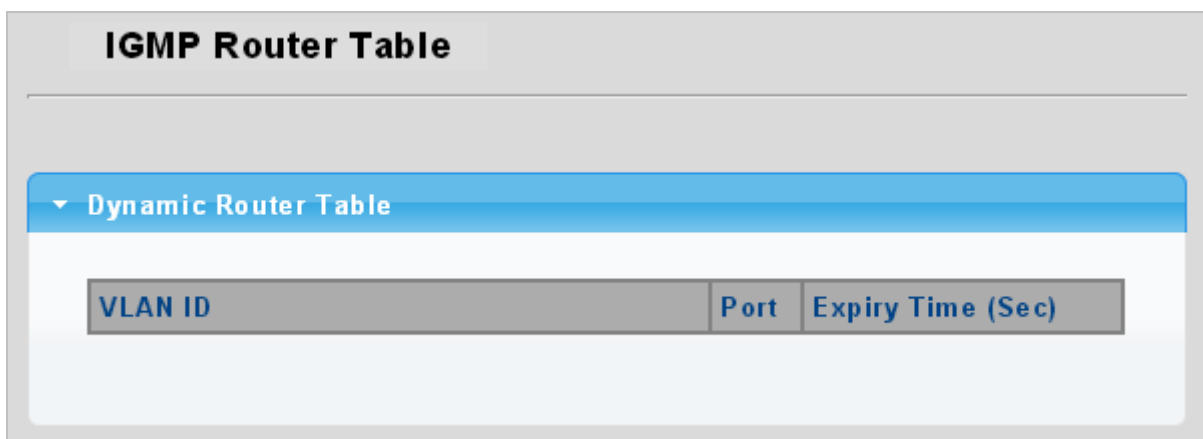 IGMP Router Table
Dynamic Router Table
VLAN ID Port Expiry Time (Sec)